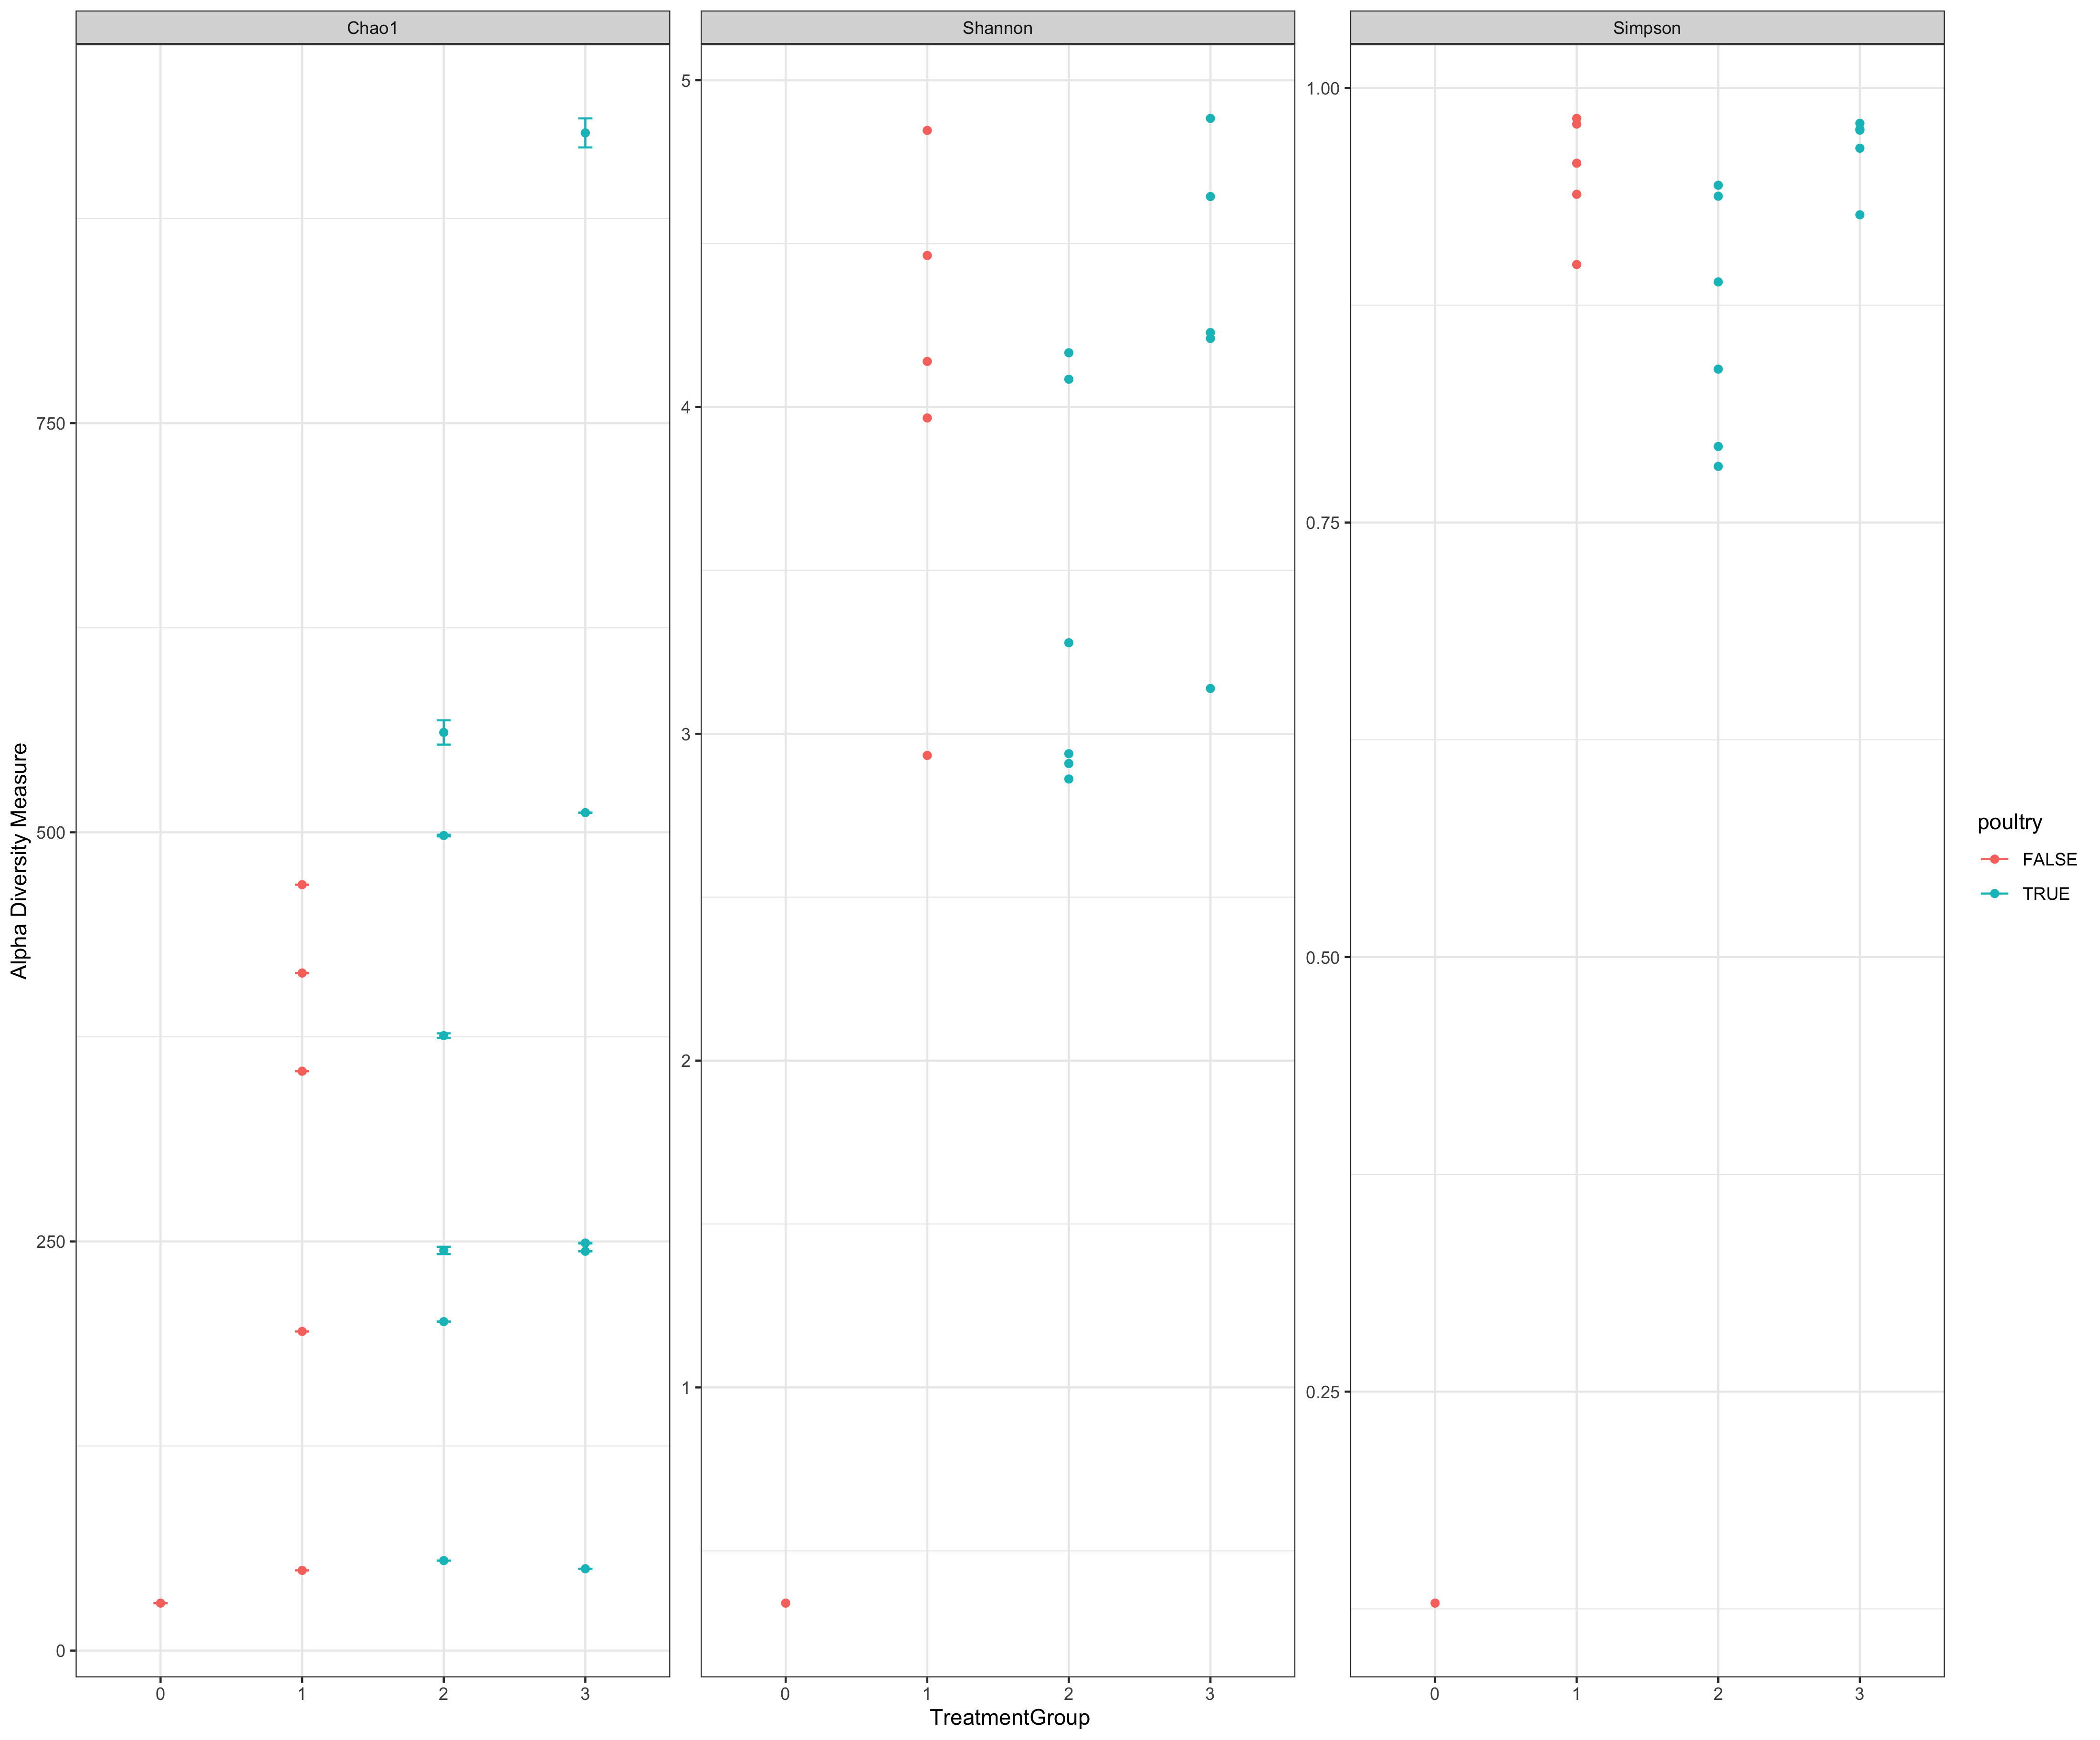 Chao1
Shannon
Simpson
Alpha Diversity Measure
750
500
250
0
5
4
3
2
1
1.00
0.75
0.50
0.25
0 1 2 3
0 1 2 3
0 1 2 3
TreatmentGroup
poultry
FALSE
TRUE